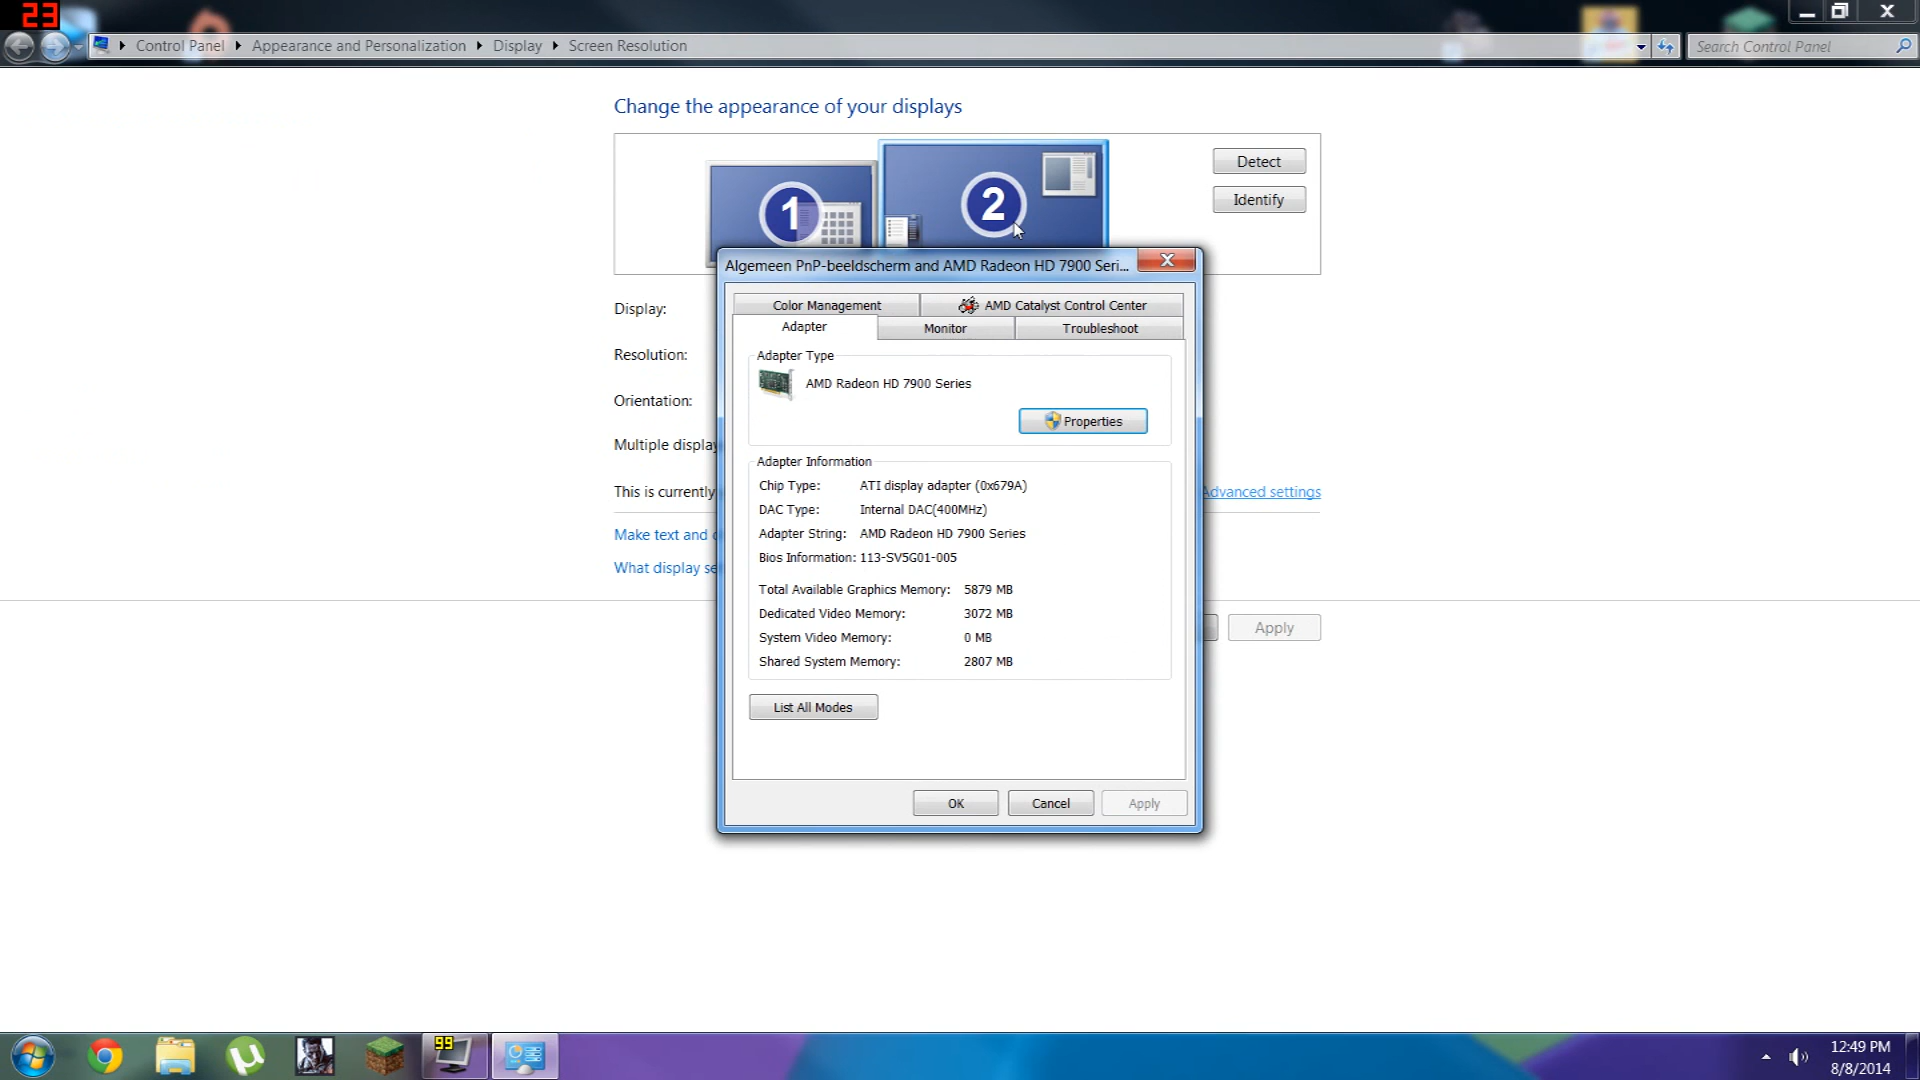 23
Control Panel Appearance and Personalization Display Screen Resolution
Search Control Panel
Change the appearance of your displays
1
2
Detect
Identify
Display:
Resolution:
Orientation:
Multiple display
This is currently
Advanced settings
Make text and
What display se
Apply
Algemeen PnP-beeldscherm and AMD Radeon HD 7900 Seri...
Color Management
AMD Catalyst Control Center
Adapter
Monitor
Troubleshoot
Adapter Type
AMD Radeon HD 7900 Series
Properties
Adapter Information
Chip Type: ATI display adapter (0x679A)
DAC Type: Internal DAC(400MHz)
Adapter String: AMD Radeon HD 7900 Series
Bios Information: 113-SV5G01-005
Total Available Graphics Memory: 5879 MB
Dedicated Video Memory: 3072 MB
System Video Memory: 0 MB
Shared System Memory: 2807 MB
List All Modes
OK
Cancel
Apply
99
12:49 PM
8/8/2014